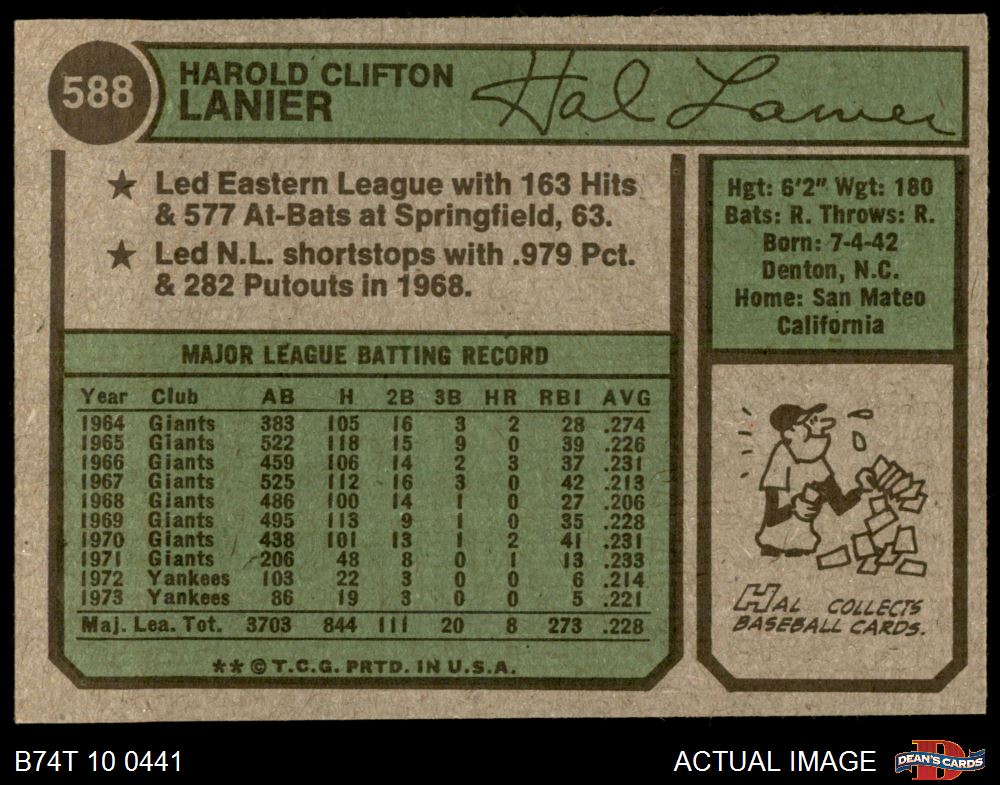 588
HAROLD CLIFTON
LANIER
Hal Lanier
★ Led Eastern League with 163 Hits
& 577 At-Bats at Springfield, 63.
★ Led N.L. shortstops with .979 Pct.
& 282 Putouts in 1968.
MAJOR LEAGUE BATTING RECORD
Year Club AB H 2B 3B HR RBI AVG
1964 Giants 383 105 16 3 2 28 .274
1965 Giants 522 118 15 9 0 39 .226
1966 Giants 459 106 14 2 3 37 .231
1967 Giants 525 112 16 3 0 42 .213
1968 Giants 486 100 14 1 0 27 .206
1969 Giants 495 113 9 1 0 35 .228
1970 Giants 438 101 13 1 2 41 .231
1971 Giants 206 48 8 0 1 13 .233
1972 Yankees 103 22 3 0 0 6 .214
1973 Yankees 86 19 3 0 0 5 .221
Maj. Lea. Tot. 3703 844 111 20 8 273 .228
**©T.C.G. PRTD. IN U.S.A.
Hgt: 6'2" Wgt: 180
Bats: R. Throws: R.
Born: 7-4-42
Denton, N.C.
Home: San Mateo
California
HAL COLLECTS
BASEBALL CARDS.
B74T 10 0441
ACTUAL IMAGE
D
DEAN'S CARDS